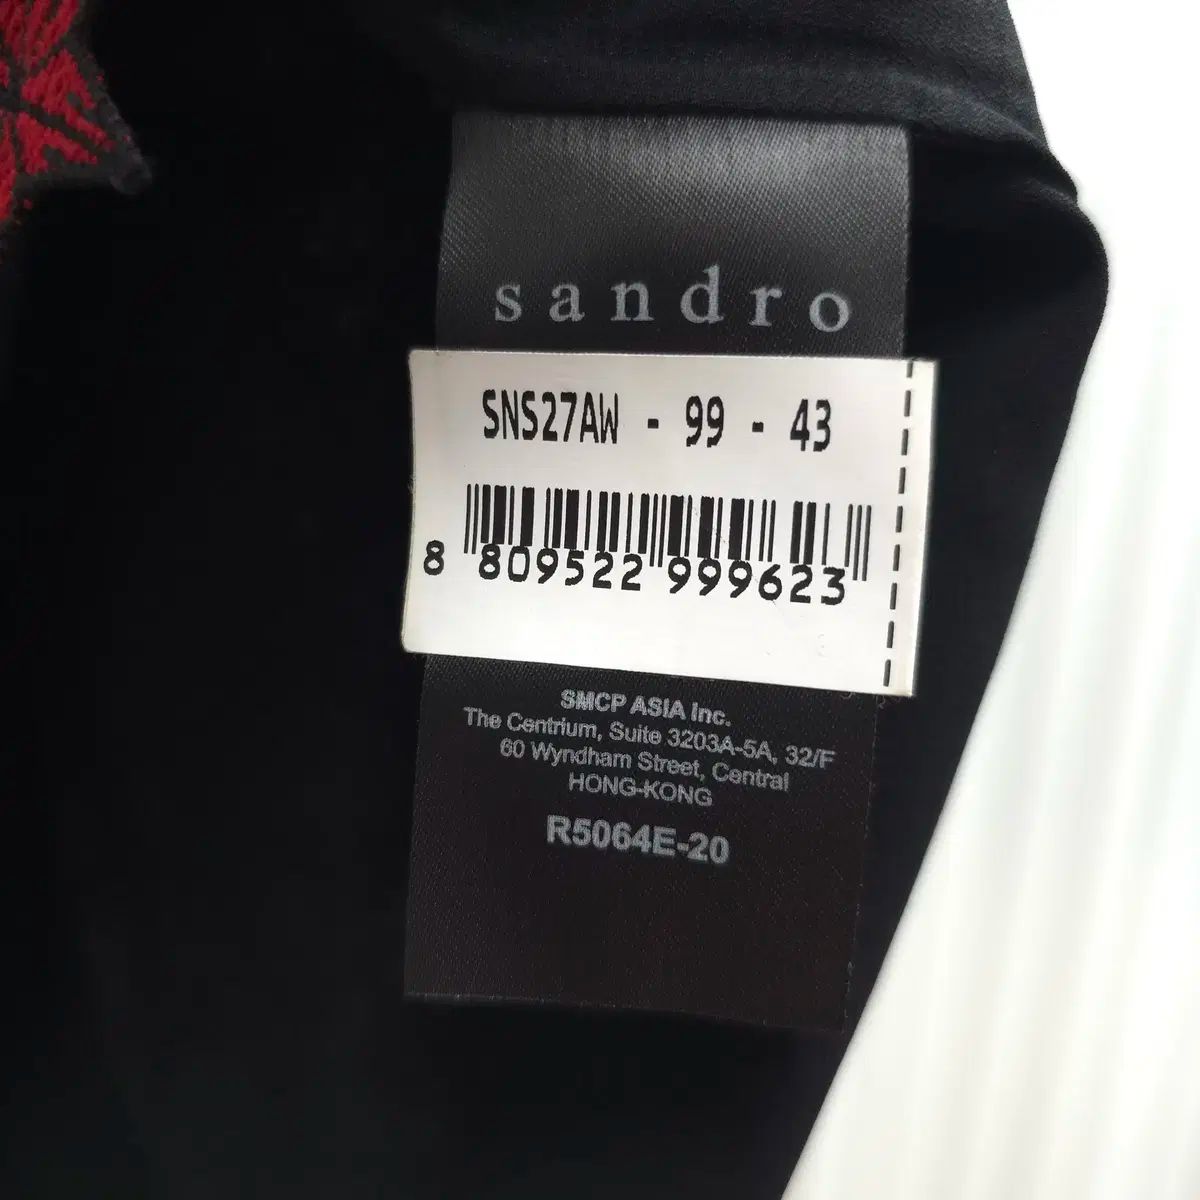 sandro
SNS27AW - 99 - 43
8 809522 999623
SMCP ASIA Inc.
The Centrium, Suite 3203A-5A, 32/F
60 Wyndham Street, Central
HONG-KONG
R5064E-20